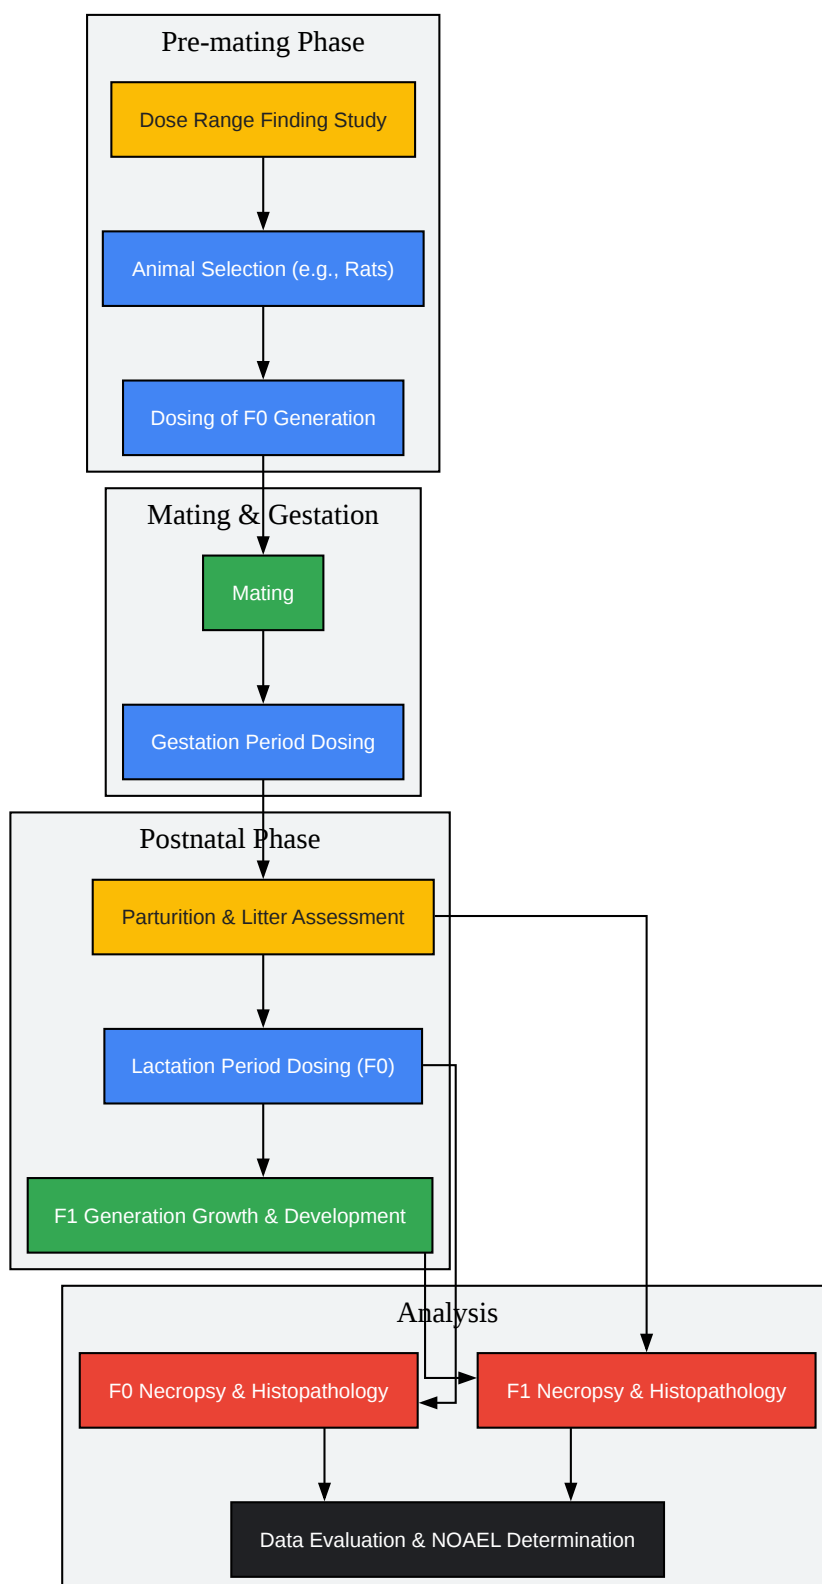 Pre-mating Phase
Dose Range Finding Study
Animal Selection (e.g., Rats)
Dosing of F0 Generation
Mating & Gestation
Mating
Gestation Period Dosing
Postnatal Phase
Parturition & Litter Assessment
Lactation Period Dosing (F0)
F1 Generation Growth & Development
Analysis
F0 Necropsy & Histopathology
F1 Necropsy & Histopathology
Data Evaluation & NOAEL Determination